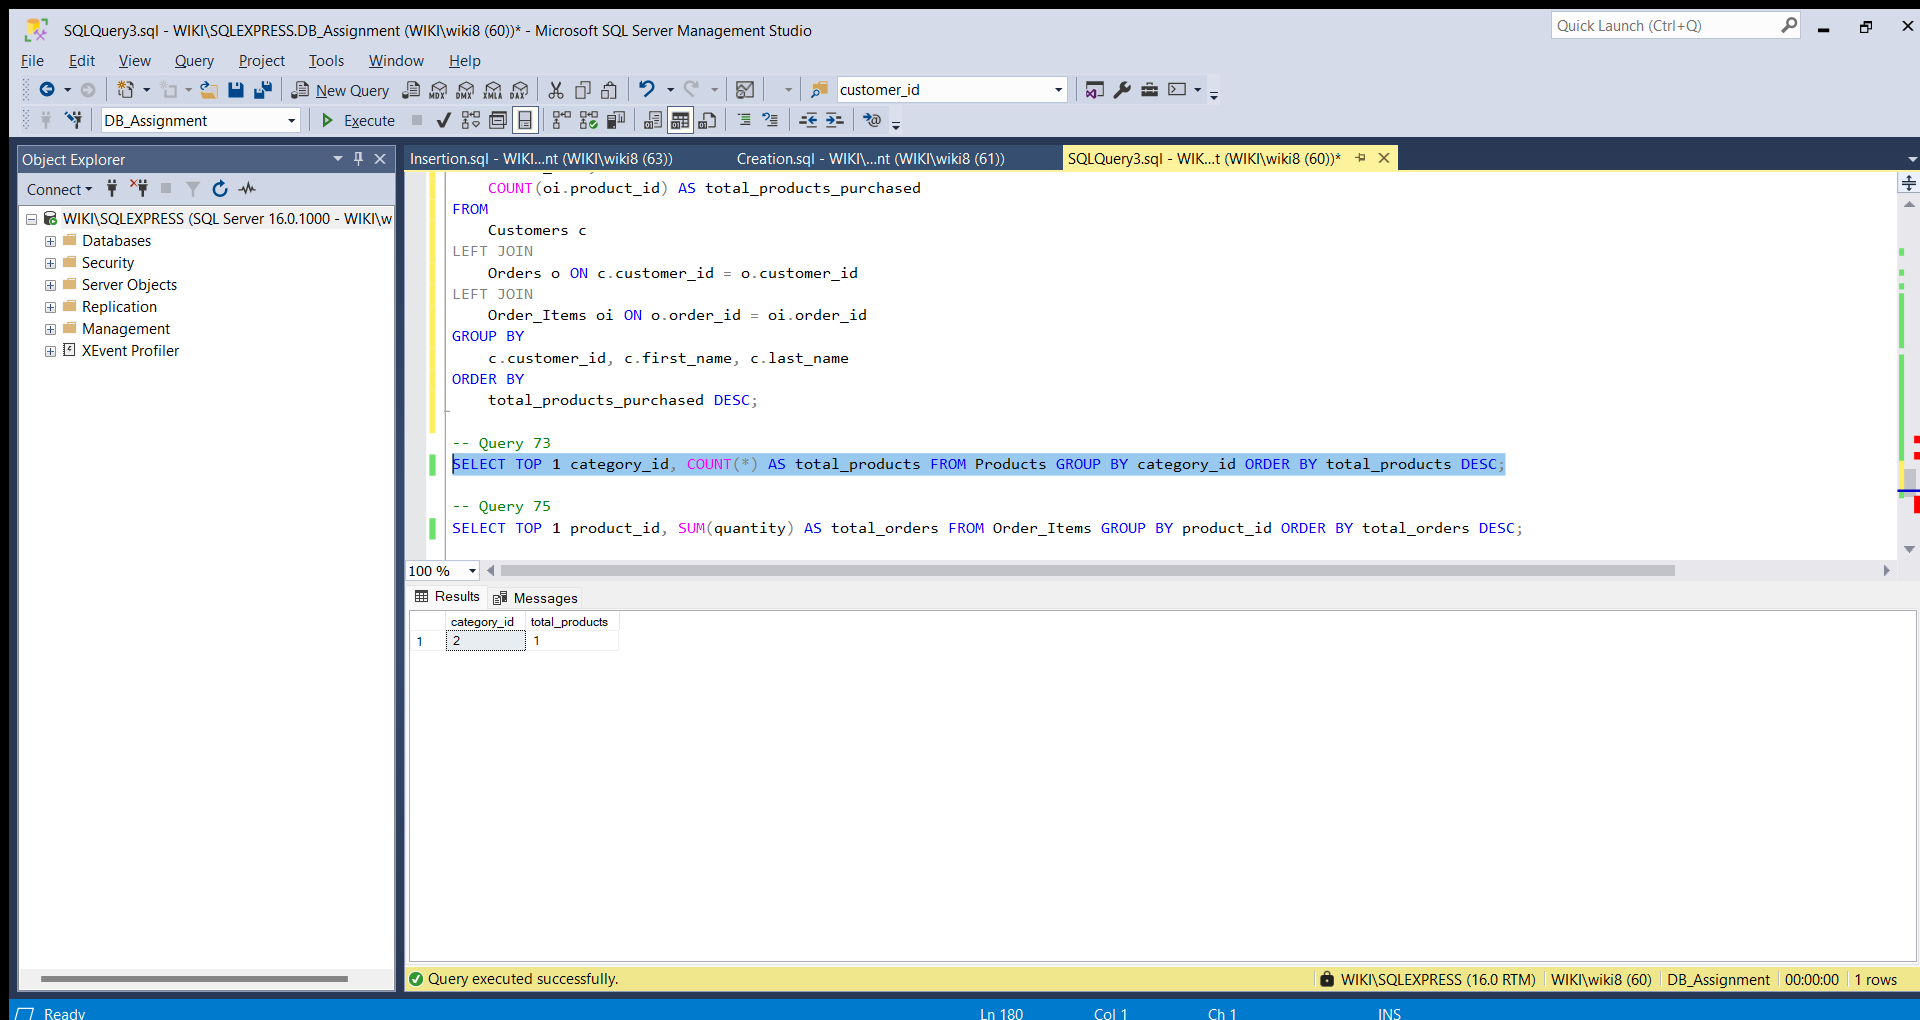 SQLQuery3.sql - WIKI\SQLEXPRESS.DB_Assignment (WIKI\wiki8 (60))* - Microsoft SQL Server Management Studio
Quick Launch (Ctrl+Q)
File Edit View Query Project Tools Window Help
New Query MDX DMX XMLA DAX customer_id
DB_Assignment Execute
Object Explorer
Connect
WIKI\SQLEXPRESS (SQL Server 16.0.1000 - WIKI\w
Databases
Security
Server Objects
Replication
Management
XEvent Profiler
Insertion.sql - WIKI...nt (WIKI\wiki8 (63)) Creation.sql - WIKI\...nt (WIKI\wiki8 (61)) SQLQuery3.sql - WIK...t (WIKI\wiki8 (60))*
COUNT(oi.product_id) AS total_products_purchased
FROM
Customers c
LEFT JOIN
Orders o ON c.customer_id = o.customer_id
LEFT JOIN
Order_Items oi ON o.order_id = oi.order_id
GROUP BY
c.customer_id, c.first_name, c.last_name
ORDER BY
total_products_purchased DESC;
-- Query 73
SELECT TOP 1 category_id, COUNT(*) AS total_products FROM Products GROUP BY category_id ORDER BY total_products DESC;
-- Query 75
SELECT TOP 1 product_id, SUM(quantity) AS total_orders FROM Order_Items GROUP BY product_id ORDER BY total_orders DESC;
100 %
Results Messages
category_id total_products
1 2 1
Query executed successfully. WIKI\SQLEXPRESS (16.0 RTM) WIKI\wiki8 (60) DB_Assignment 00:00:00 1 rows
Ready Ln 180 Col 1 Ch 1 INS